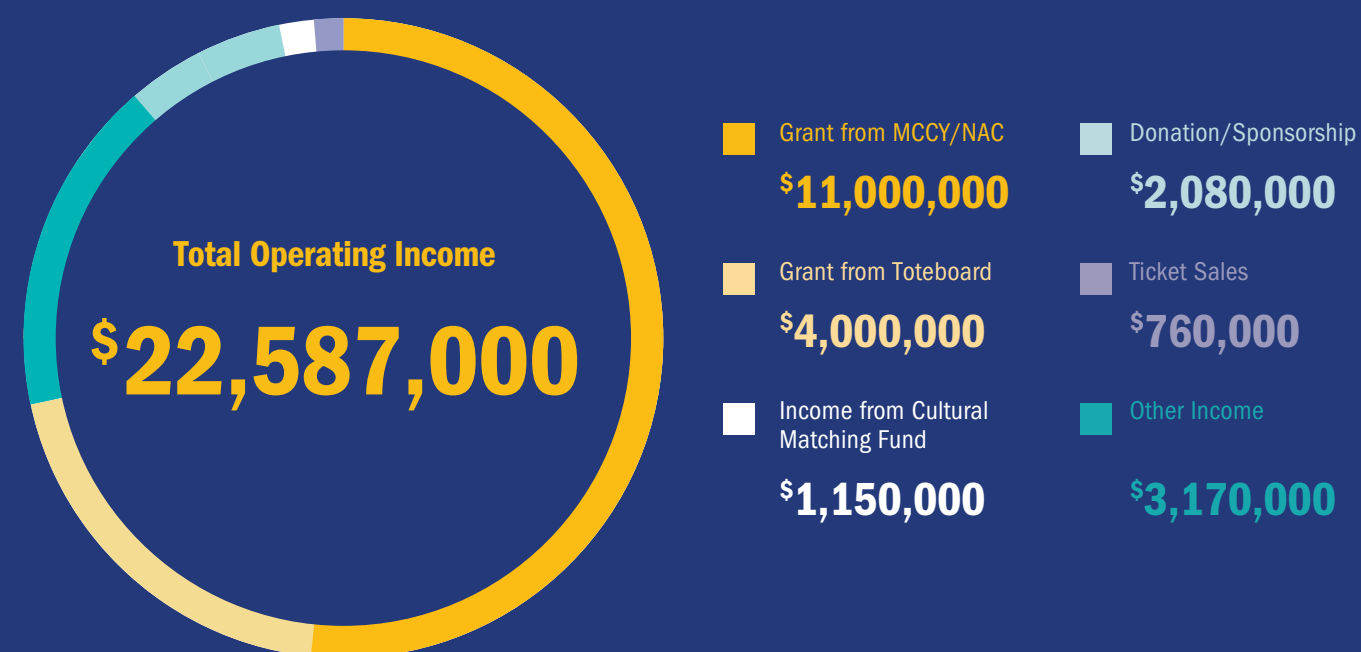 Total Operating Income
$22,587,000
Grant from MCCY/NAC
$11,000,000
Grant from Toteboard
$4,000,000
Income from Cultural
Matching Fund
$1,150,000
Donation/Sponsorship
$2,080,000
Ticket Sales
$760,000
Other Income
$3,170,000